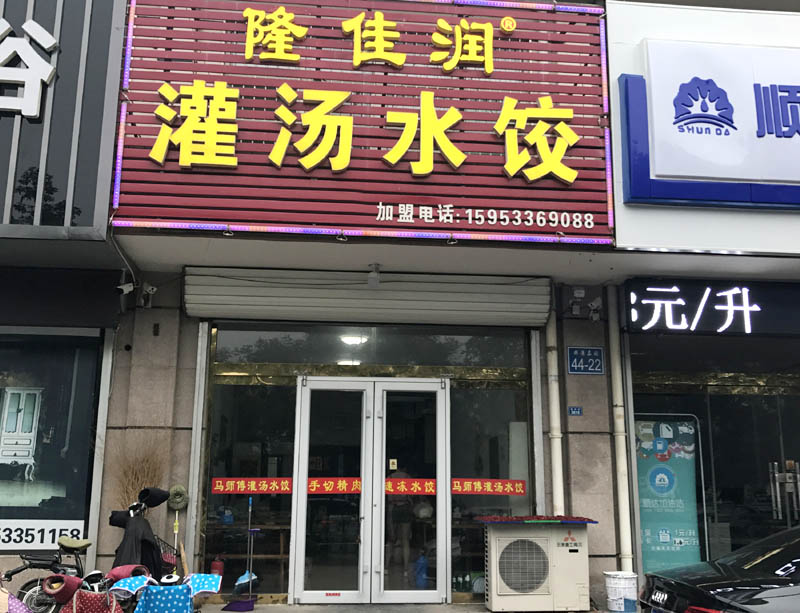 隆佳润®
灌汤水饺
加盟电话:15953369088
SHUN DA
顺
元/升
44-22
马师傅灌汤水饺
手切精肉
速冻水饺
马师傅灌汤水饺
3351158